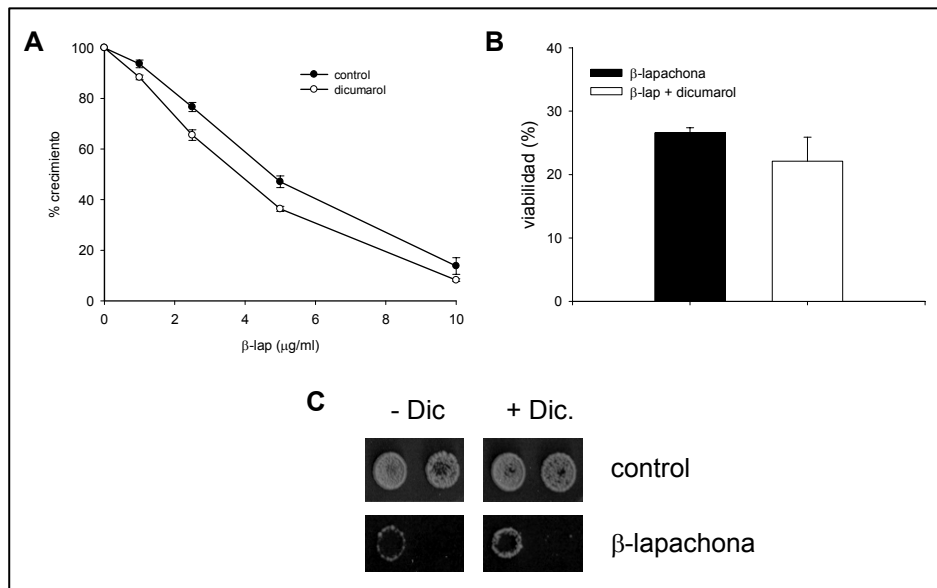 A
% crecimiento
100
80
60
40
20
0
control
dicumarol
0 2 4 6 8 10
β-lap (μg/ml)
B
viabilidad (%)
40
30
20
10
0
β-lapachona
β-lap + dicumarol
C
- Dic + Dic.
control
β-lapachona